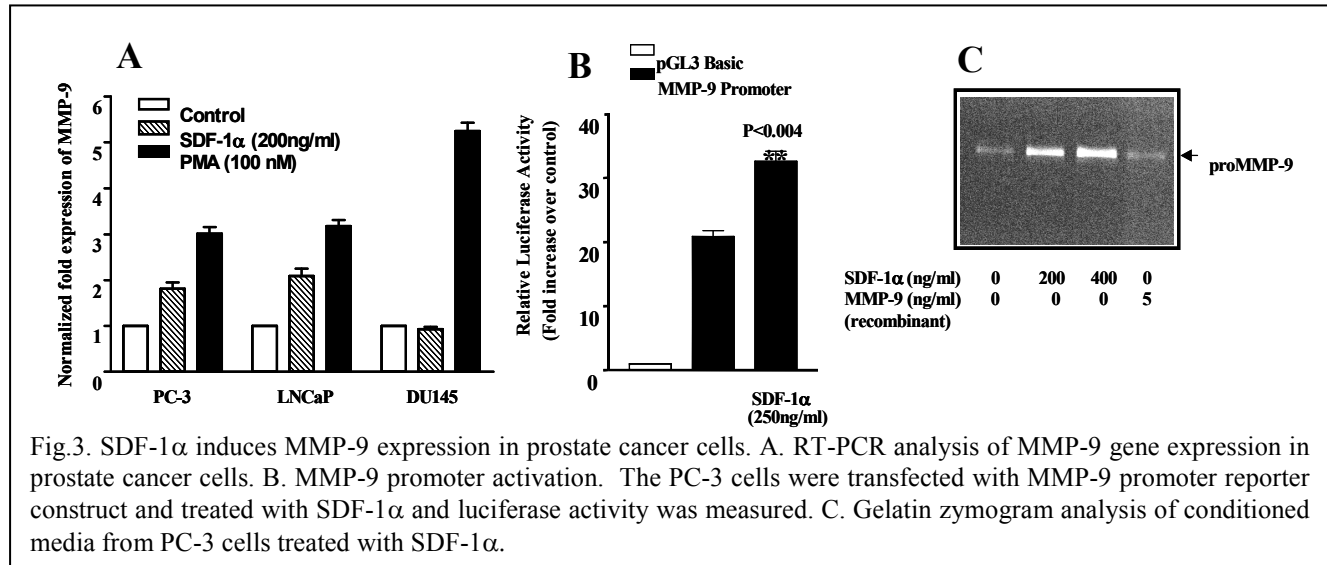 A
Normalized fold expression of MMP-9
6
5
4
3
2
1
0
Control
SDF-1α (200ng/ml)
PMA (100 nM)
PC-3
LNCaP
DU145
B
pGL3 Basic
MMP-9 Promoter
Relative Luciferase Activity
(Fold increase over control)
40
30
20
10
0
P<0.004
**
SDF-1α
(250ng/ml)
C
proMMP-9
SDF-1α (ng/ml) 0 200 400 0
MMP-9 (ng/ml) 0 0 0 5
(recombinant)
Fig.3. SDF-1α induces MMP-9 expression in prostate cancer cells. A. RT-PCR analysis of MMP-9 gene expression in
prostate cancer cells. B. MMP-9 promoter activation. The PC-3 cells were transfected with MMP-9 promoter reporter
construct and treated with SDF-1α and luciferase activity was measured. C. Gelatin zymogram analysis of conditioned
media from PC-3 cells treated with SDF-1α.